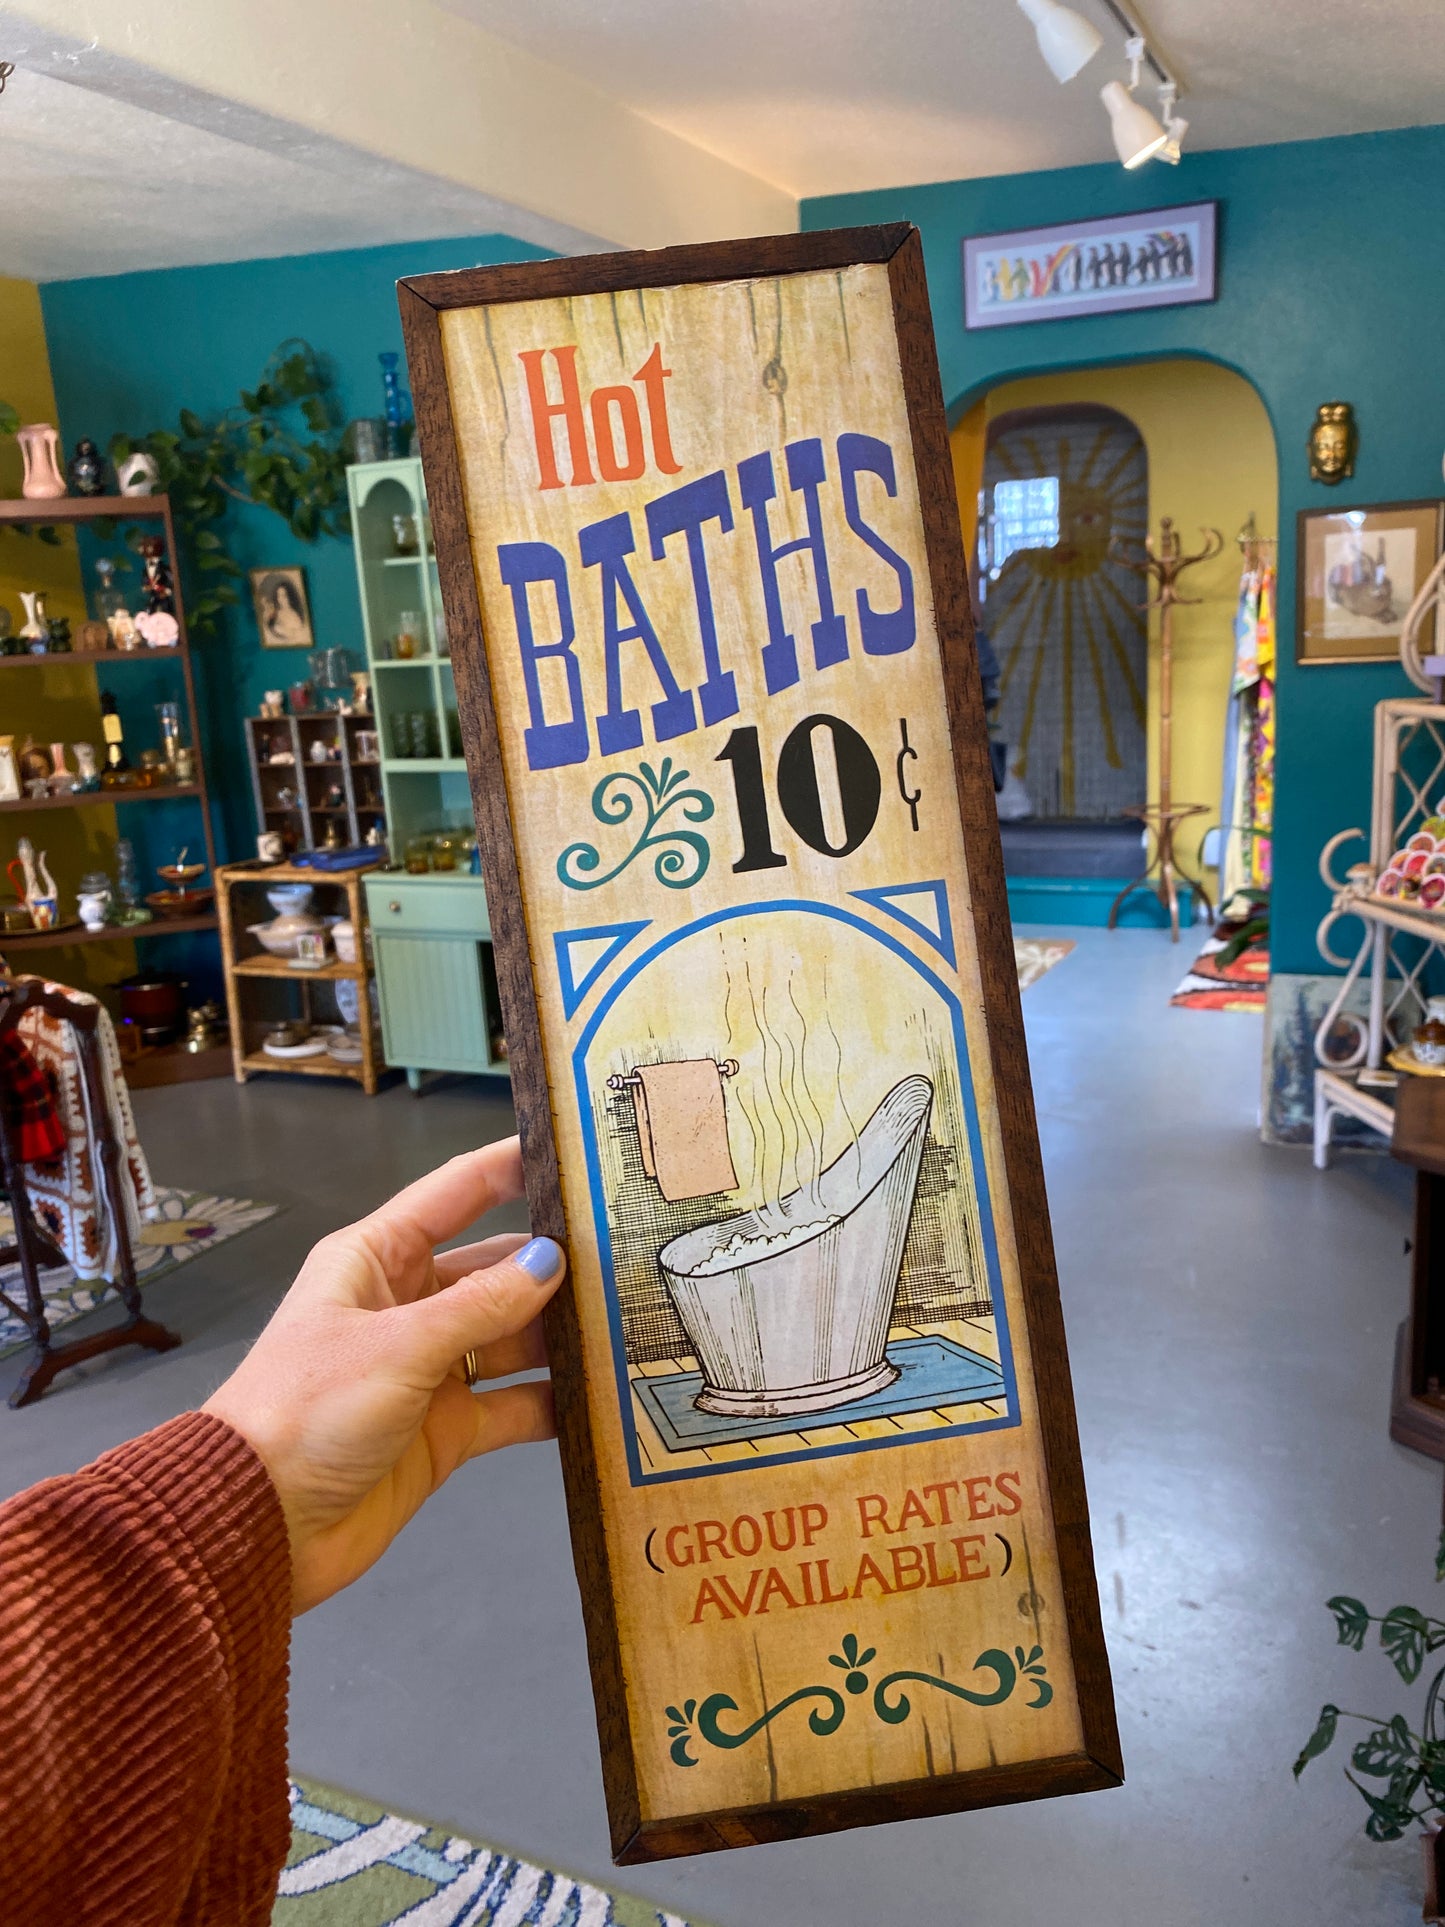 Hot
BATHS
10¢
(GROUP RATES
AVAILABLE)